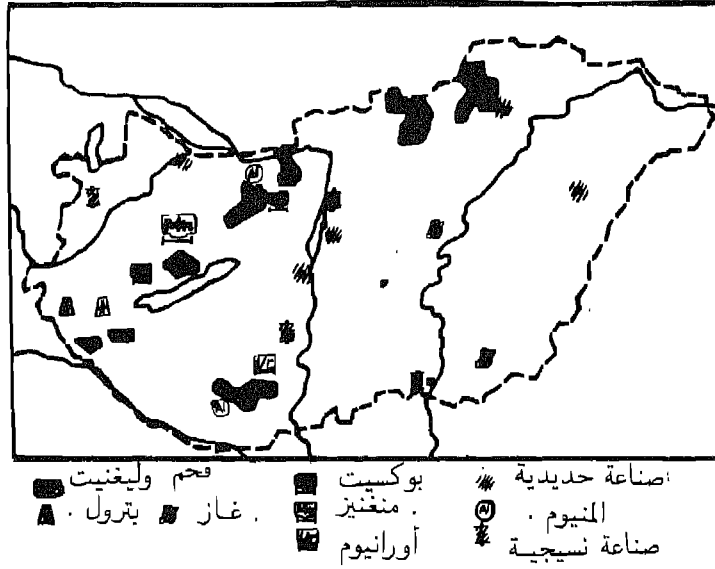 صناعة حديدية بوكسيت فحم وليغنيت
المنيوم . منغنيز . غاز . بترول .
صناعة نسيجية أورانيوم